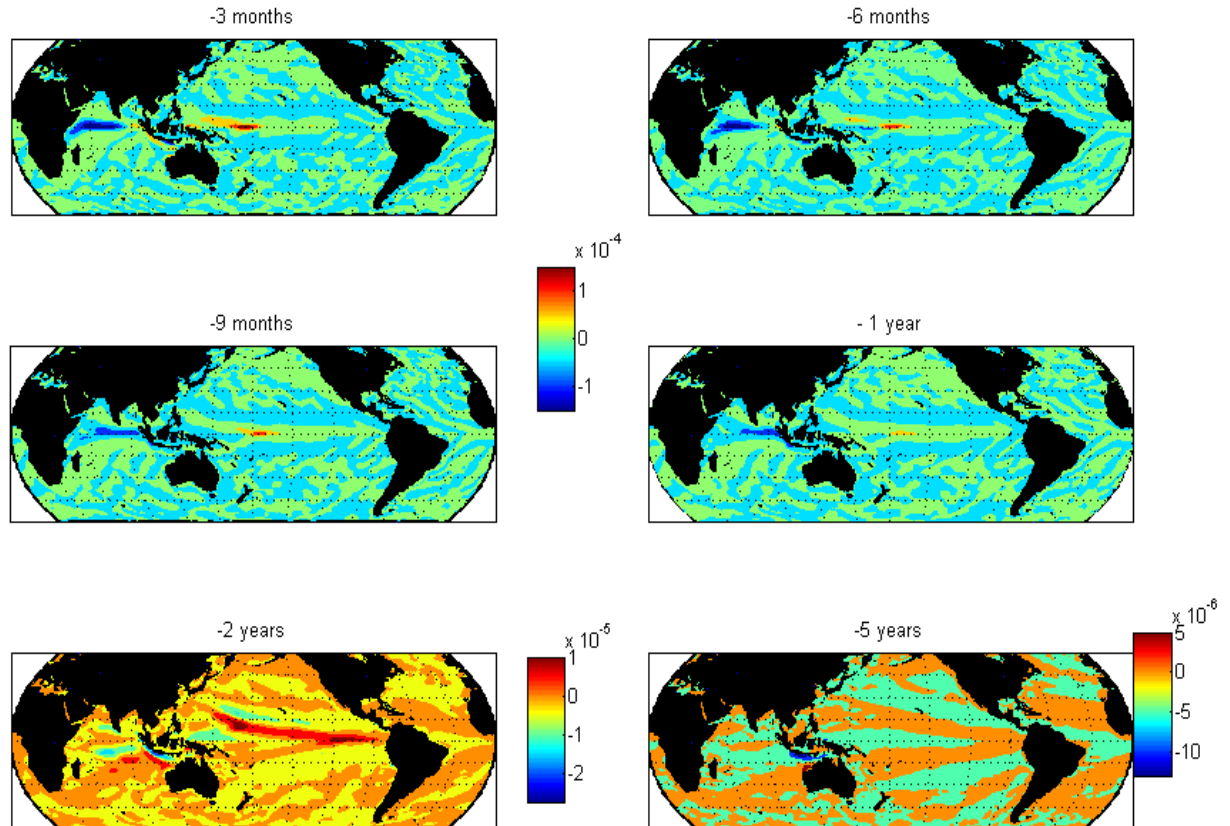 -3 months
-6 months
x 10^-4
1
0
-1
-9 months
- 1 year
-2 years
x 10^-5
1
0
-1
-2
-5 years
x 10^-6
5
0
-5
-10